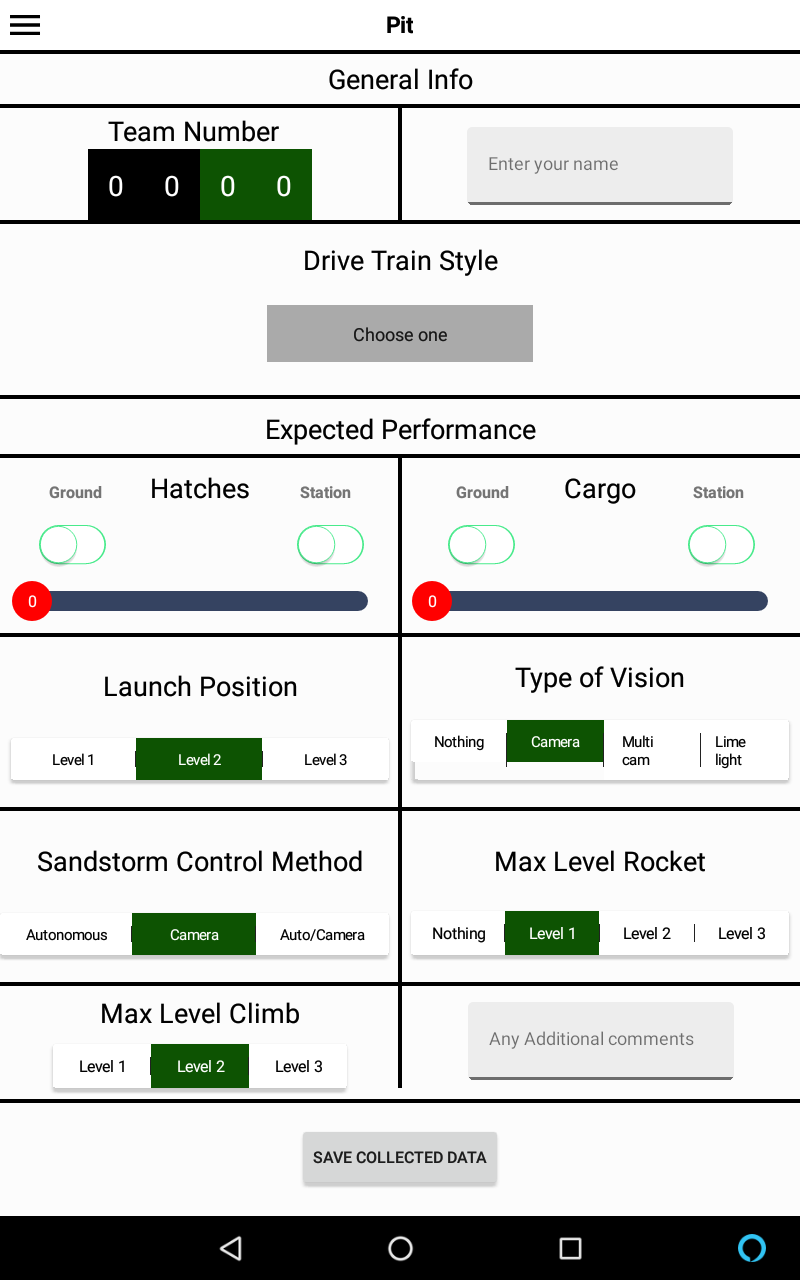 Pit
General Info
Team Number
0 0 0 0
Enter your name
Drive Train Style
Choose one
Expected Performance
Ground Hatches Station
0
Ground Cargo Station
0
Launch Position
Level 1 Level 2 Level 3
Type of Vision
Nothing Camera Multi cam Lime light
Sandstorm Control Method
Autonomous Camera Auto/Camera
Max Level Rocket
Nothing Level 1 Level 2 Level 3
Max Level Climb
Level 1 Level 2 Level 3
Any Additional comments
SAVE COLLECTED DATA